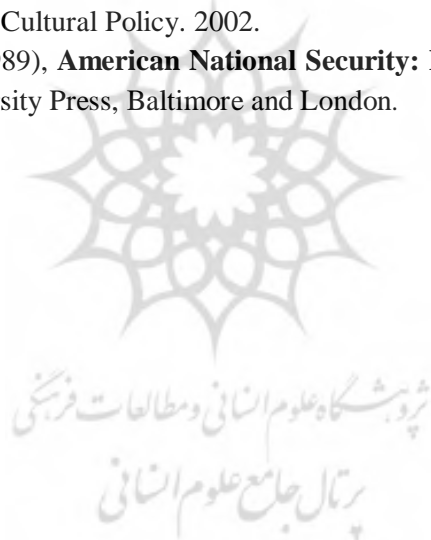 Cultural Policy. 2002.
989), American National Security:
sity Press, Baltimore and London.
پژوهشگاه علوم انسانی و مطالعات فرهنگی
پرتال جامع علوم انسانی